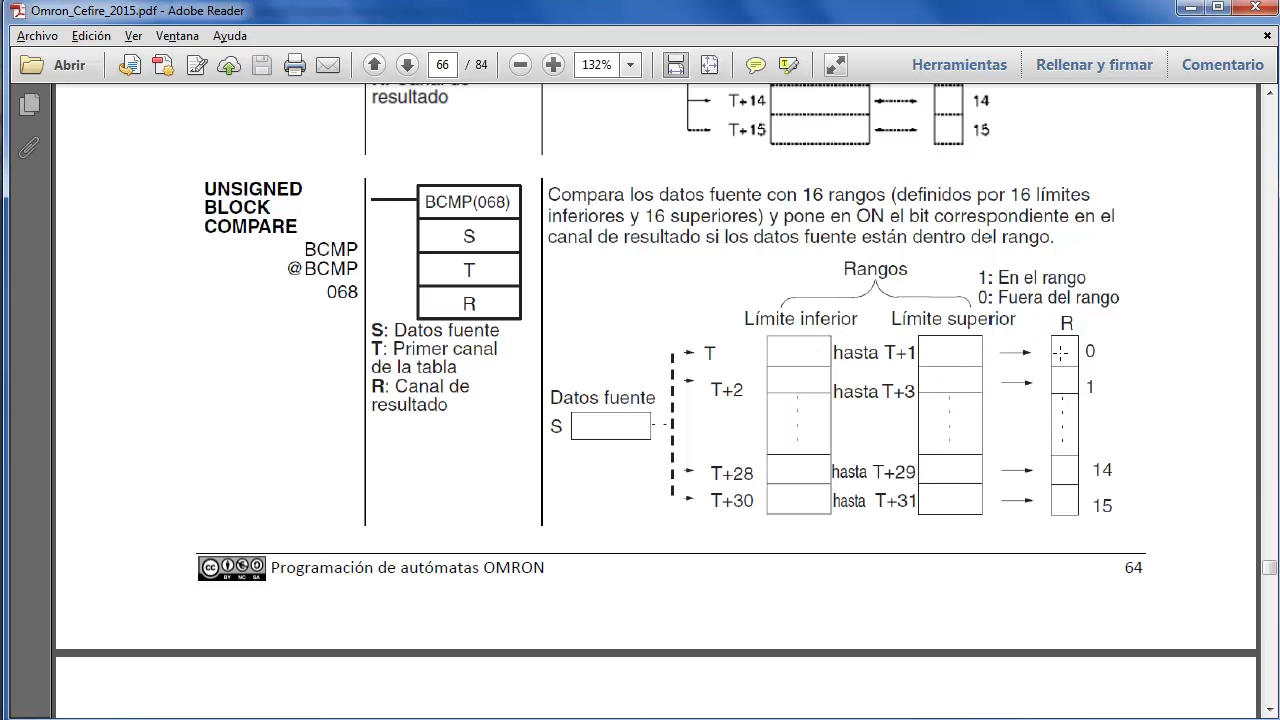 Omron_Cefire_2015.pdf - Adobe Reader
Archivo Edición Ver Ventana Ayuda
Abrir 66 / 84 132% Herramientas Rellenar y firmar Comentario
resultado
T+14 14
T+15 15
UNSIGNED
BLOCK
COMPARE
BCMP
@BCMP
068
BCMP(068)
S
T
R
S: Datos fuente
T: Primer canal
de la tabla
R: Canal de
resultado
Compara los datos fuente con 16 rangos (definidos por 16 límites
inferiores y 16 superiores) y pone en ON el bit correspondiente en el
canal de resultado si los datos fuente están dentro del rango.
Rangos
1: En el rango
0: Fuera del rango
Límite inferior Límite superior R
T hasta T+1 0
T+2 hasta T+3 1
Datos fuente
S
T+28 hasta T+29 14
T+30 hasta T+31 15
cc BY NC SA Programación de autómatas OMRON 64